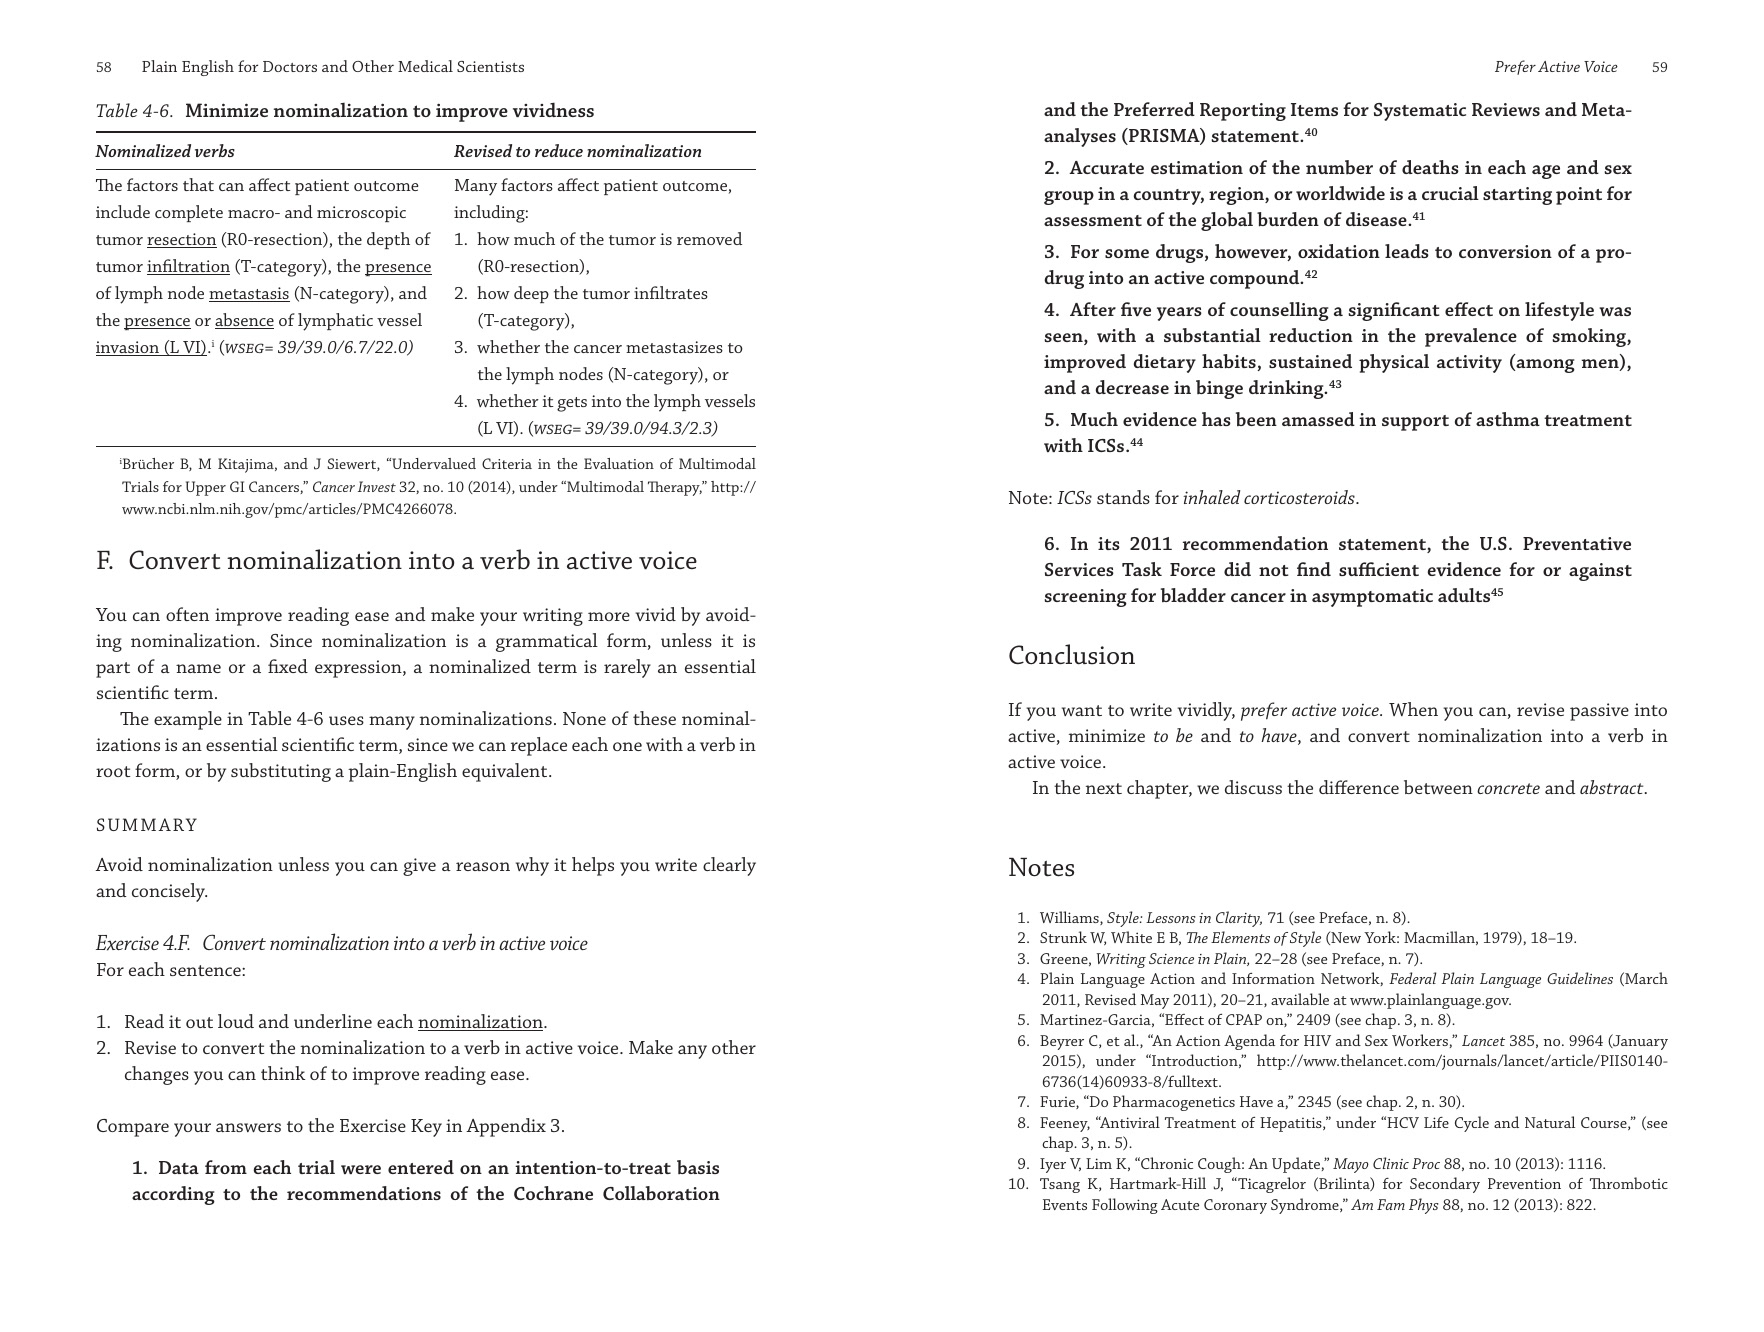 58 Plain English for Doctors and Other Medical Scientists
Table 4-6. Minimize nominalization to improve vividness
Nominalized verbs
The factors that can affect patient outcome
include complete macro- and microscopic
tumor resection (R0-resection), the depth of
tumor infiltration (T-category), the presence
of lymph node metastasis (N-category), and
the presence or absence of lymphatic vessel
invasion (L VI).i (WSEG= 39/39.0/6.7/22.0)
Revised to reduce nominalization
Many factors affect patient outcome,
including:
1. how much of the tumor is removed
(R0-resection),
2. how deep the tumor infiltrates
(T-category),
3. whether the cancer metastasizes to
the lymph nodes (N-category), or
4. whether it gets into the lymph vessels
(L VI). (WSEG= 39/39.0/94.3/2.3)
iBrücher B, M Kitajima, and J Siewert, “Undervalued Criteria in the Evaluation of Multimodal
Trials for Upper GI Cancers,” Cancer Invest 32, no. 10 (2014), under “Multimodal Therapy,” http://
www.ncbi.nlm.nih.gov/pmc/articles/PMC4266078.
F. Convert nominalization into a verb in active voice
You can often improve reading ease and make your writing more vivid by avoid-
ing nominalization. Since nominalization is a grammatical form, unless it is
part of a name or a fixed expression, a nominalized term is rarely an essential
scientific term.
The example in Table 4-6 uses many nominalizations. None of these nominal-
izations is an essential scientific term, since we can replace each one with a verb in
root form, or by substituting a plain-English equivalent.
SUMMARY
Avoid nominalization unless you can give a reason why it helps you write clearly
and concisely.
Exercise 4.F. Convert nominalization into a verb in active voice
For each sentence:
1. Read it out loud and underline each nominalization.
2. Revise to convert the nominalization to a verb in active voice. Make any other
changes you can think of to improve reading ease.
Compare your answers to the Exercise Key in Appendix 3.
1. Data from each trial were entered on an intention-to-treat basis
according to the recommendations of the Cochrane Collaboration
Prefer Active Voice 59
and the Preferred Reporting Items for Systematic Reviews and Meta-
analyses (PRISMA) statement.40
2. Accurate estimation of the number of deaths in each age and sex
group in a country, region, or worldwide is a crucial starting point for
assessment of the global burden of disease.41
3. For some drugs, however, oxidation leads to conversion of a pro-
drug into an active compound.42
4. After five years of counselling a significant effect on lifestyle was
seen, with a substantial reduction in the prevalence of smoking,
improved dietary habits, sustained physical activity (among men),
and a decrease in binge drinking.43
5. Much evidence has been amassed in support of asthma treatment
with ICSs.44
Note: ICSs stands for inhaled corticosteroids.
6. In its 2011 recommendation statement, the U.S. Preventative
Services Task Force did not find sufficient evidence for or against
screening for bladder cancer in asymptomatic adults45
Conclusion
If you want to write vividly, prefer active voice. When you can, revise passive into
active, minimize to be and to have, and convert nominalization into a verb in
active voice.
In the next chapter, we discuss the difference between concrete and abstract.
Notes
1. Williams, Style: Lessons in Clarity, 71 (see Preface, n. 8).
2. Strunk W, White E B, The Elements of Style (New York: Macmillan, 1979), 18–19.
3. Greene, Writing Science in Plain, 22–28 (see Preface, n. 7).
4. Plain Language Action and Information Network, Federal Plain Language Guidelines (March
2011, Revised May 2011), 20–21, available at www.plainlanguage.gov.
5. Martinez-Garcia, “Effect of CPAP on,” 2409 (see chap. 3, n. 8).
6. Beyrer C, et al., “An Action Agenda for HIV and Sex Workers,” Lancet 385, no. 9964 (January
2015), under “Introduction,” http://www.thelancet.com/journals/lancet/article/PIIS0140-
6736(14)60933-8/fulltext.
7. Furie, “Do Pharmacogenetics Have a,” 2345 (see chap. 2, n. 30).
8. Feeney, “Antiviral Treatment of Hepatitis,” under “HCV Life Cycle and Natural Course,” (see
chap. 3, n. 5).
9. Iyer V, Lim K, “Chronic Cough: An Update,” Mayo Clinic Proc 88, no. 10 (2013): 1116.
10. Tsang K, Hartmark-Hill J, “Ticagrelor (Brilinta) for Secondary Prevention of Thrombotic
Events Following Acute Coronary Syndrome,” Am Fam Phys 88, no. 12 (2013): 822.